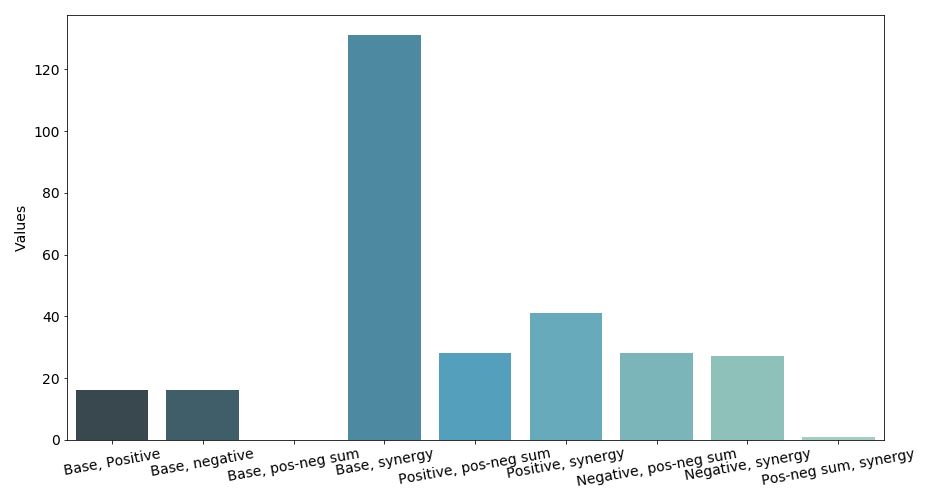 Values
120
100
80
60
40
20
0
Base, Positive
Base, negative
Base, pos-neg sum
Base, synergy
Positive, pos-neg sum
Positive, synergy
Negative, pos-neg sum
Negative, synergy
Pos-neg sum, synergy